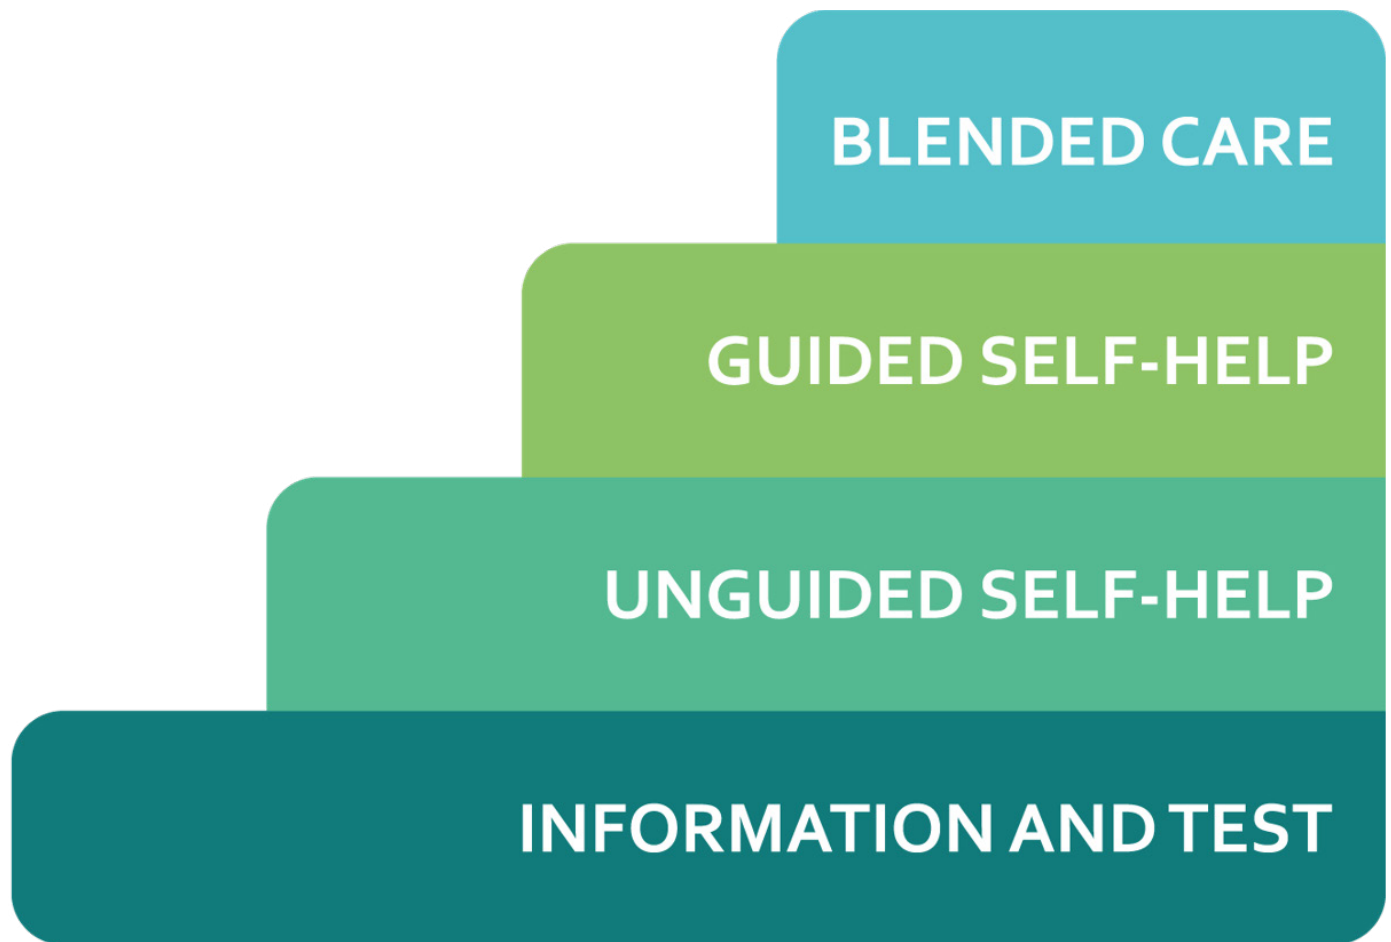 BLENDED CARE
GUIDED SELF-HELP
UNGUIDED SELF-HELP
INFORMATION AND TEST